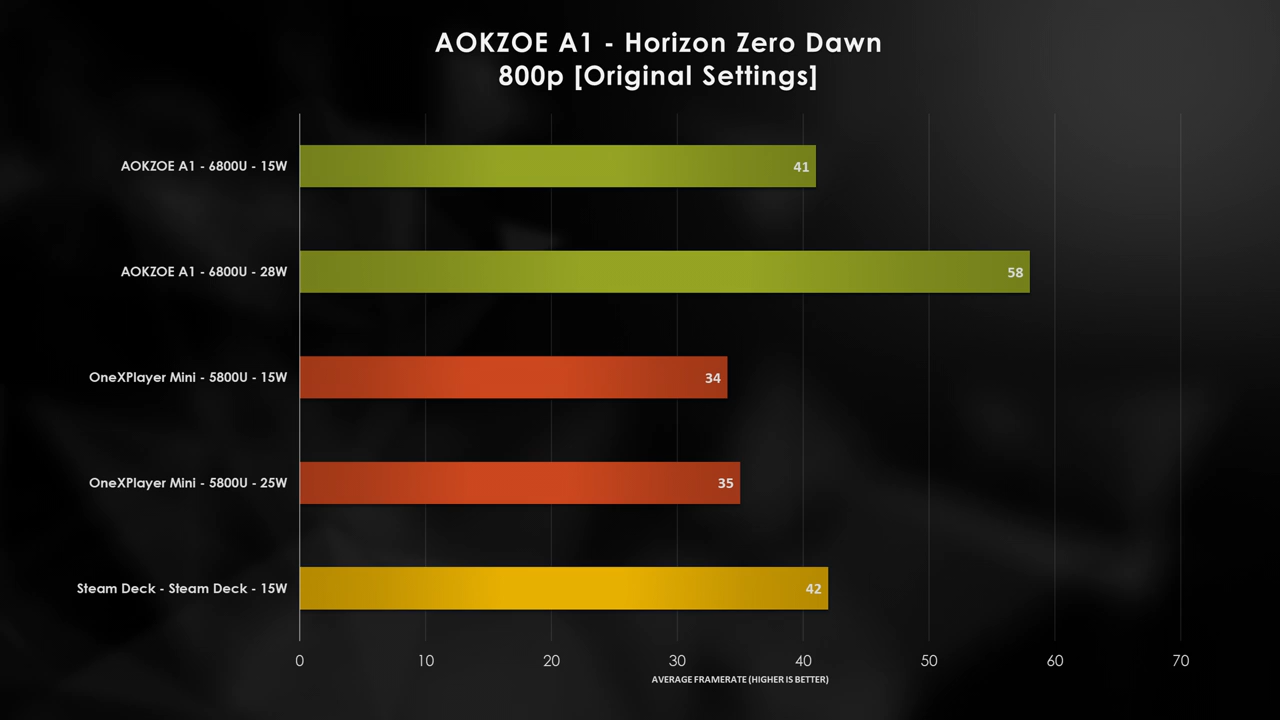 AOKZOE A1 - Horizon Zero Dawn
800p [Original Settings]
AOKZOE A1 - 6800U - 15W
41
AOKZOE A1 - 6800U - 28W
58
OneXPlayer Mini - 5800U - 15W
34
OneXPlayer Mini - 5800U - 25W
35
Steam Deck - Steam Deck - 15W
42
0 10 20 30 40 50 60 70
AVERAGE FRAMERATE (HIGHER IS BETTER)